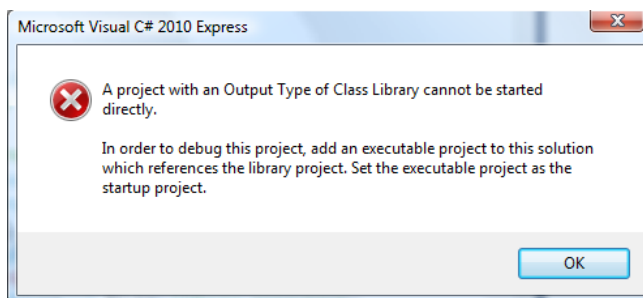 Microsoft Visual C# 2010 Express
A project with an Output Type of Class Library cannot be started
directly.
In order to debug this project, add an executable project to this solution
which references the library project. Set the executable project as the
startup project.
OK